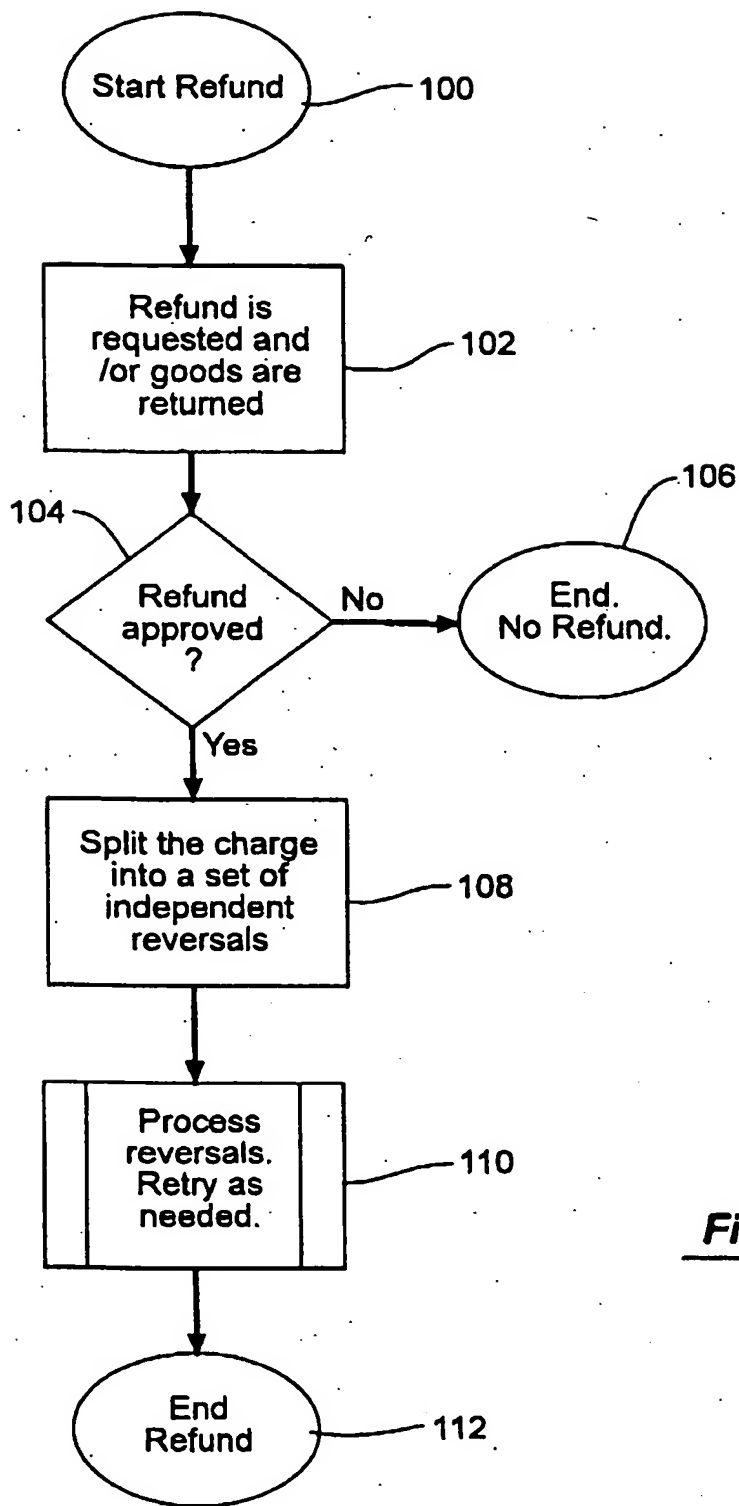 Start Refund
100
Refund is
requested and
/or goods are
returned
102
104
Refund
approved
?
No
106
End.
No Refund.
Yes
Split the charge
into a set of
independent
reversals
108
Process
reversals.
Retry as
needed.
110
End
Refund
112